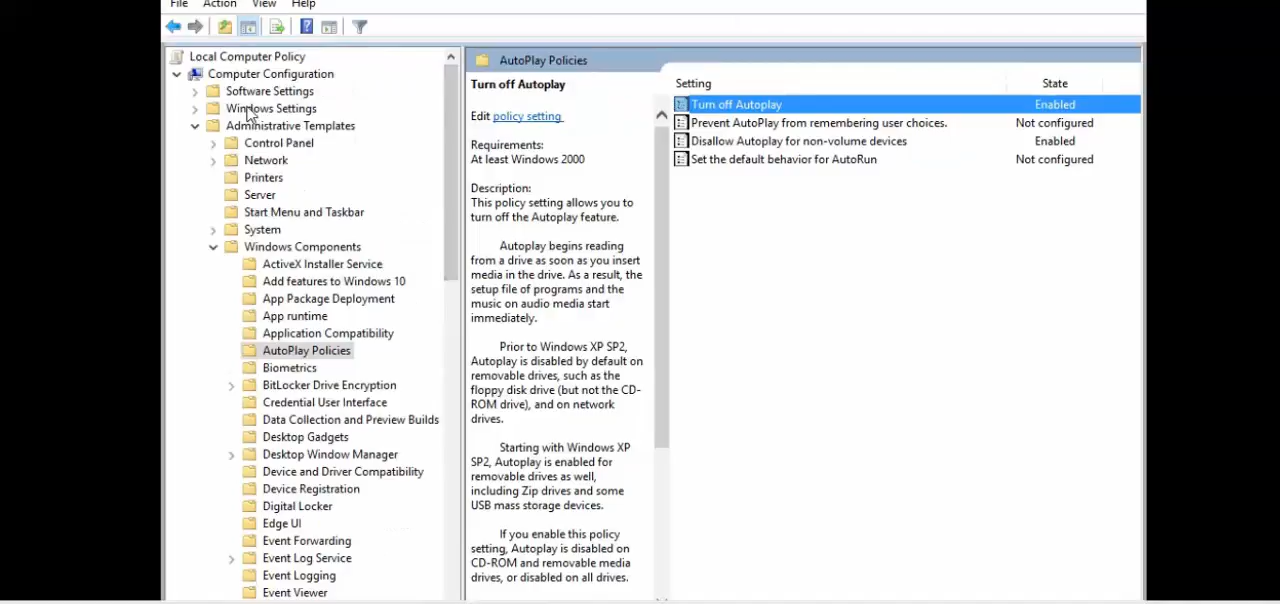 File Action View Help
Local Computer Policy
Computer Configuration
Software Settings
Windows Settings
Administrative Templates
Control Panel
Network
Printers
Server
Start Menu and Taskbar
System
Windows Components
ActiveX Installer Service
Add features to Windows 10
App Package Deployment
App runtime
Application Compatibility
AutoPlay Policies
Biometrics
BitLocker Drive Encryption
Credential User Interface
Data Collection and Preview Builds
Desktop Gadgets
Desktop Window Manager
Device and Driver Compatibility
Device Registration
Digital Locker
Edge UI
Event Forwarding
Event Log Service
Event Logging
Event Viewer
AutoPlay Policies
Turn off Autoplay
Edit policy setting
Requirements:
At least Windows 2000
Description:
This policy setting allows you to
turn off the Autoplay feature.
Autoplay begins reading
from a drive as soon as you insert
media in the drive. As a result, the
setup file of programs and the
music on audio media start
immediately.
Prior to Windows XP SP2,
Autoplay is disabled by default on
removable drives, such as the
floppy disk drive (but not the CD-
ROM drive), and on network
drives.
Starting with Windows XP
SP2, Autoplay is enabled for
removable drives as well,
including Zip drives and some
USB mass storage devices.
If you enable this policy
setting, Autoplay is disabled on
CD-ROM and removable media
drives, or disabled on all drives.
Setting State
Turn off Autoplay Enabled
Prevent AutoPlay from remembering user choices. Not configured
Disallow Autoplay for non-volume devices Enabled
Set the default behavior for AutoRun Not configured